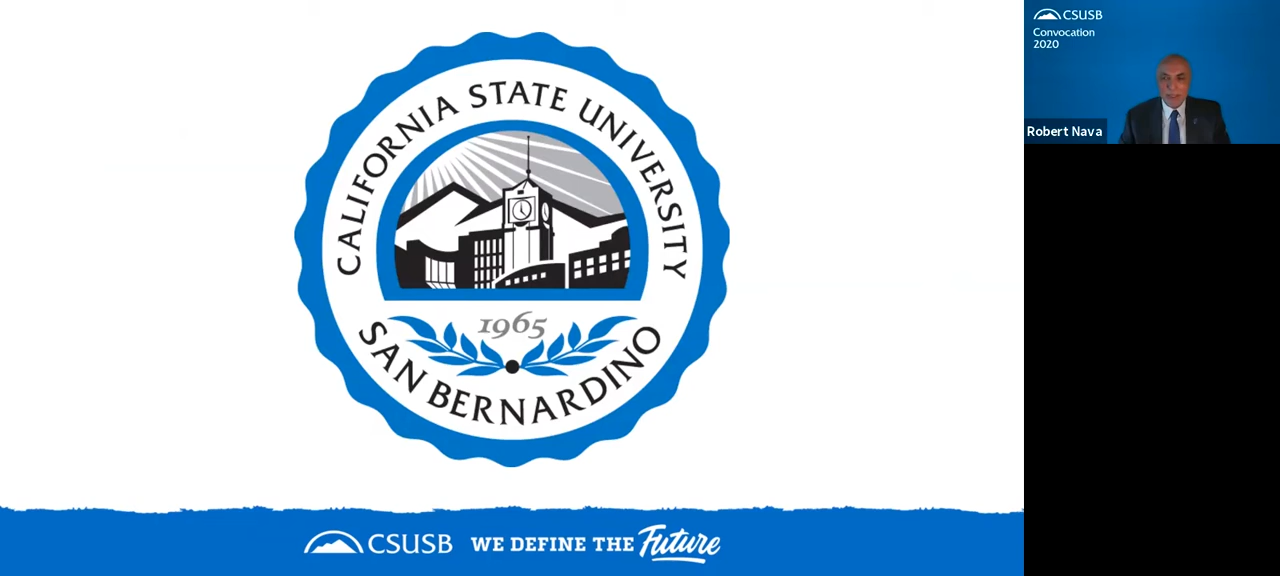 CALIFORNIA STATE UNIVERSITY
1965
SAN BERNARDINO
CSUSB WE DEFINE THE Future
CSUSB
Convocation
2020
Robert Nava